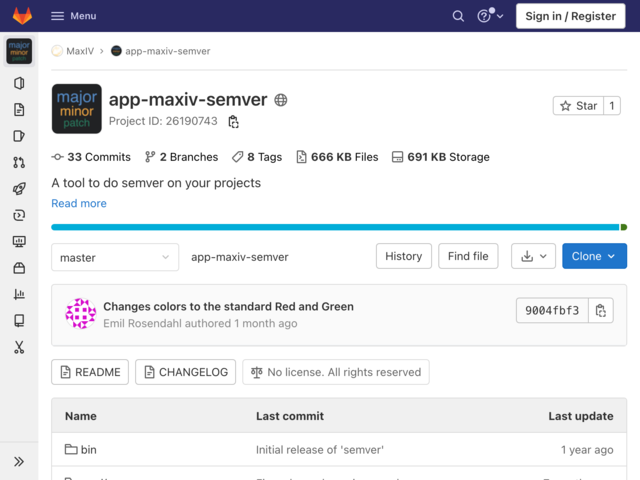 Menu
Sign in / Register
major
minor
patch
MaxIV
app-maxiv-semver
major
minor
patch
app-maxiv-semver
Project ID: 26190743
Star 1
33 Commits
2 Branches
8 Tags
666 KB Files
691 KB Storage
A tool to do semver on your projects
Read more
master
app-maxiv-semver
History
Find file
Clone
Changes colors to the standard Red and Green
Emil Rosendahl authored 1 month ago
9004fbf3
README
CHANGELOG
No license. All rights reserved
Name Last commit Last update
bin Initial release of 'semver' 1 year ago